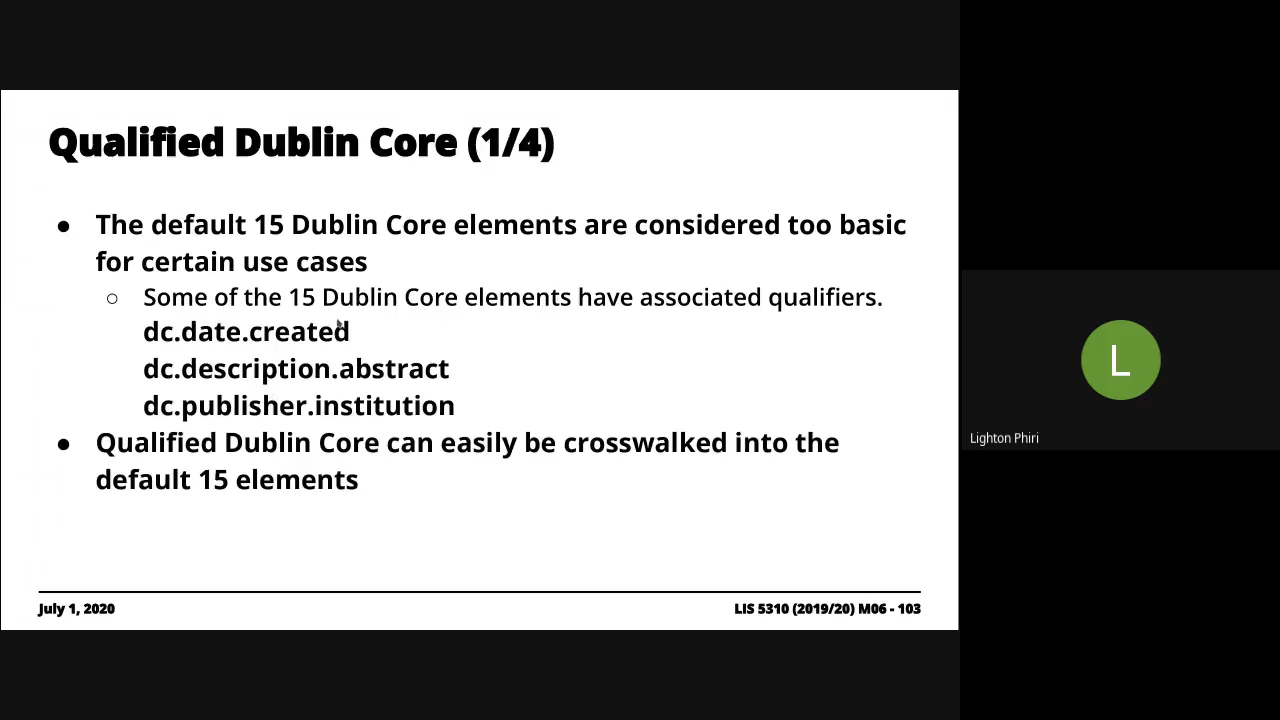 Qualified Dublin Core (1/4)
● The default 15 Dublin Core elements are considered too basic
for certain use cases
○ Some of the 15 Dublin Core elements have associated qualifiers.
dc.date.created
dc.description.abstract
dc.publisher.institution
● Qualified Dublin Core can easily be crosswalked into the
default 15 elements
July 1, 2020
LIS 5310 (2019/20) M06 - 103
L
Lighton Phiri